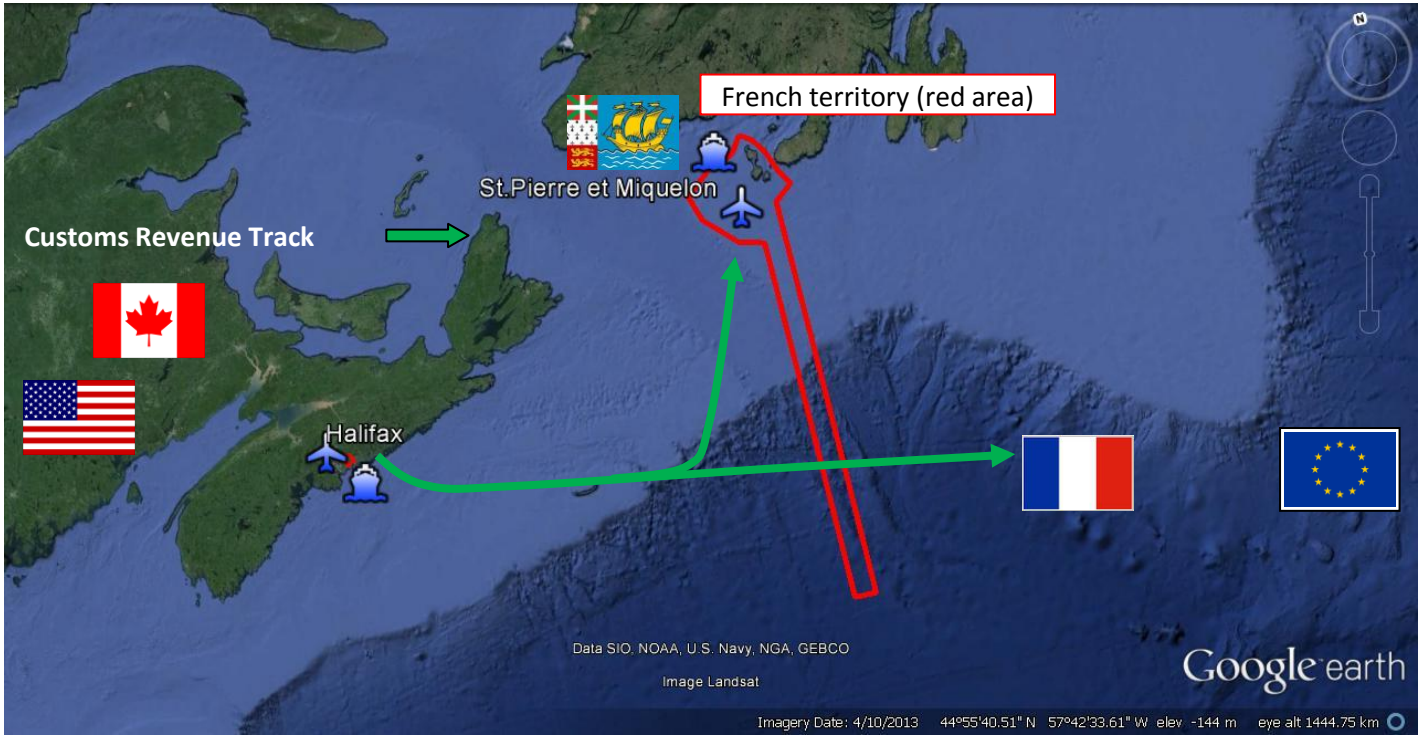 N
French territory (red area)
St.Pierre et Miquelon
Customs Revenue Track
Halifax
Data SIO, NOAA, U.S. Navy, NGA, GEBCO
Image Landsat
Google earth
Imagery Date: 4/10/2013 44°55'40.51" N 57°42'33.61" W elev -144 m eye alt 1444.75 km